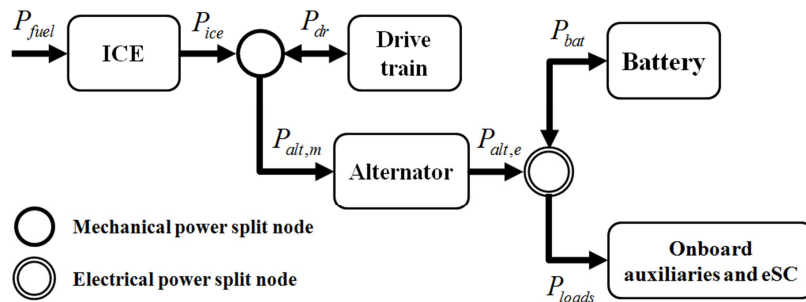 P_fuel
ICE
P_ice
P_dr
Drive
train
P_bat
Battery
P_alt,m
Alternator
P_alt,e
Mechanical power split node
Electrical power split node
P_loads
Onboard
auxiliaries and eSC